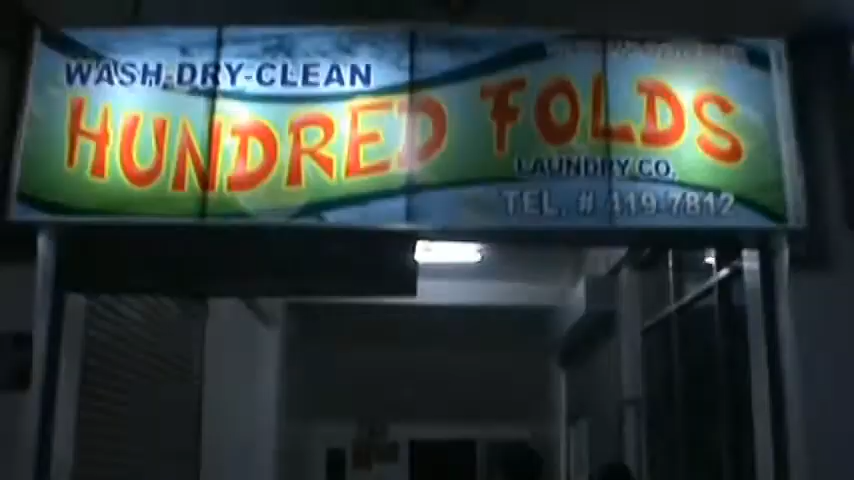 WASH-DRY-CLEAN
HUNDRED FOLDS
LAUNDRY CO.
TEL. # 419-7812